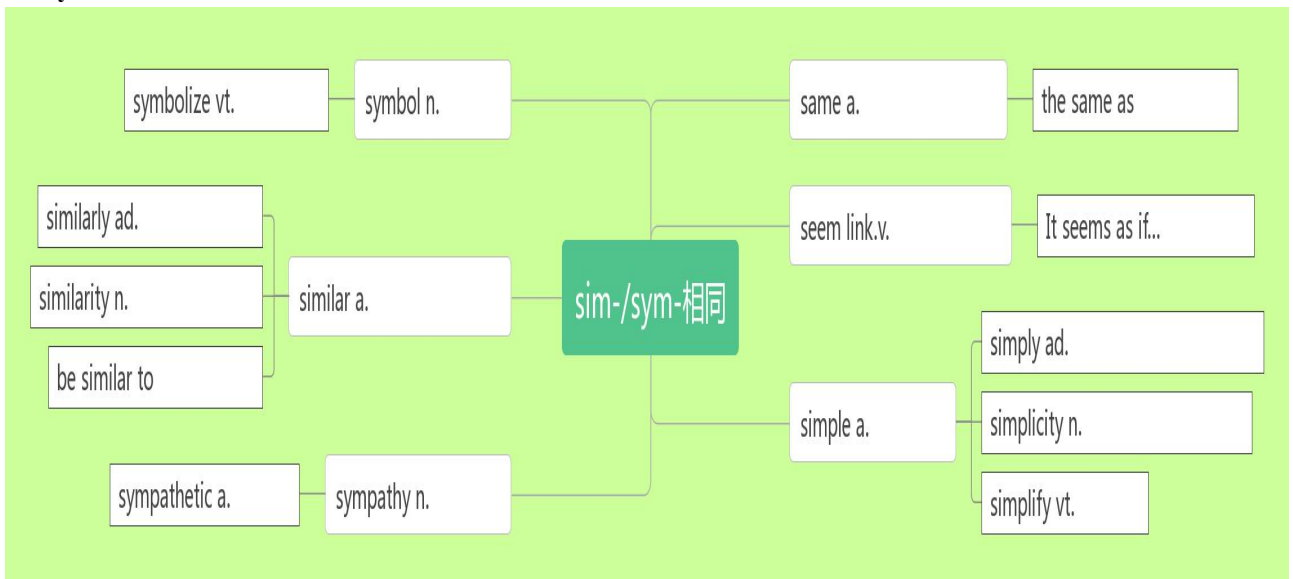 symbolize vt.
symbol n.
similarly ad.
similarity n.
be similar to
similar a.
sympathetic a.
sympathy n.
sim-/sym-相同
same a.
the same as
seem link.v.
It seems as if...
simple a.
simply ad.
simplicity n.
simplify vt.